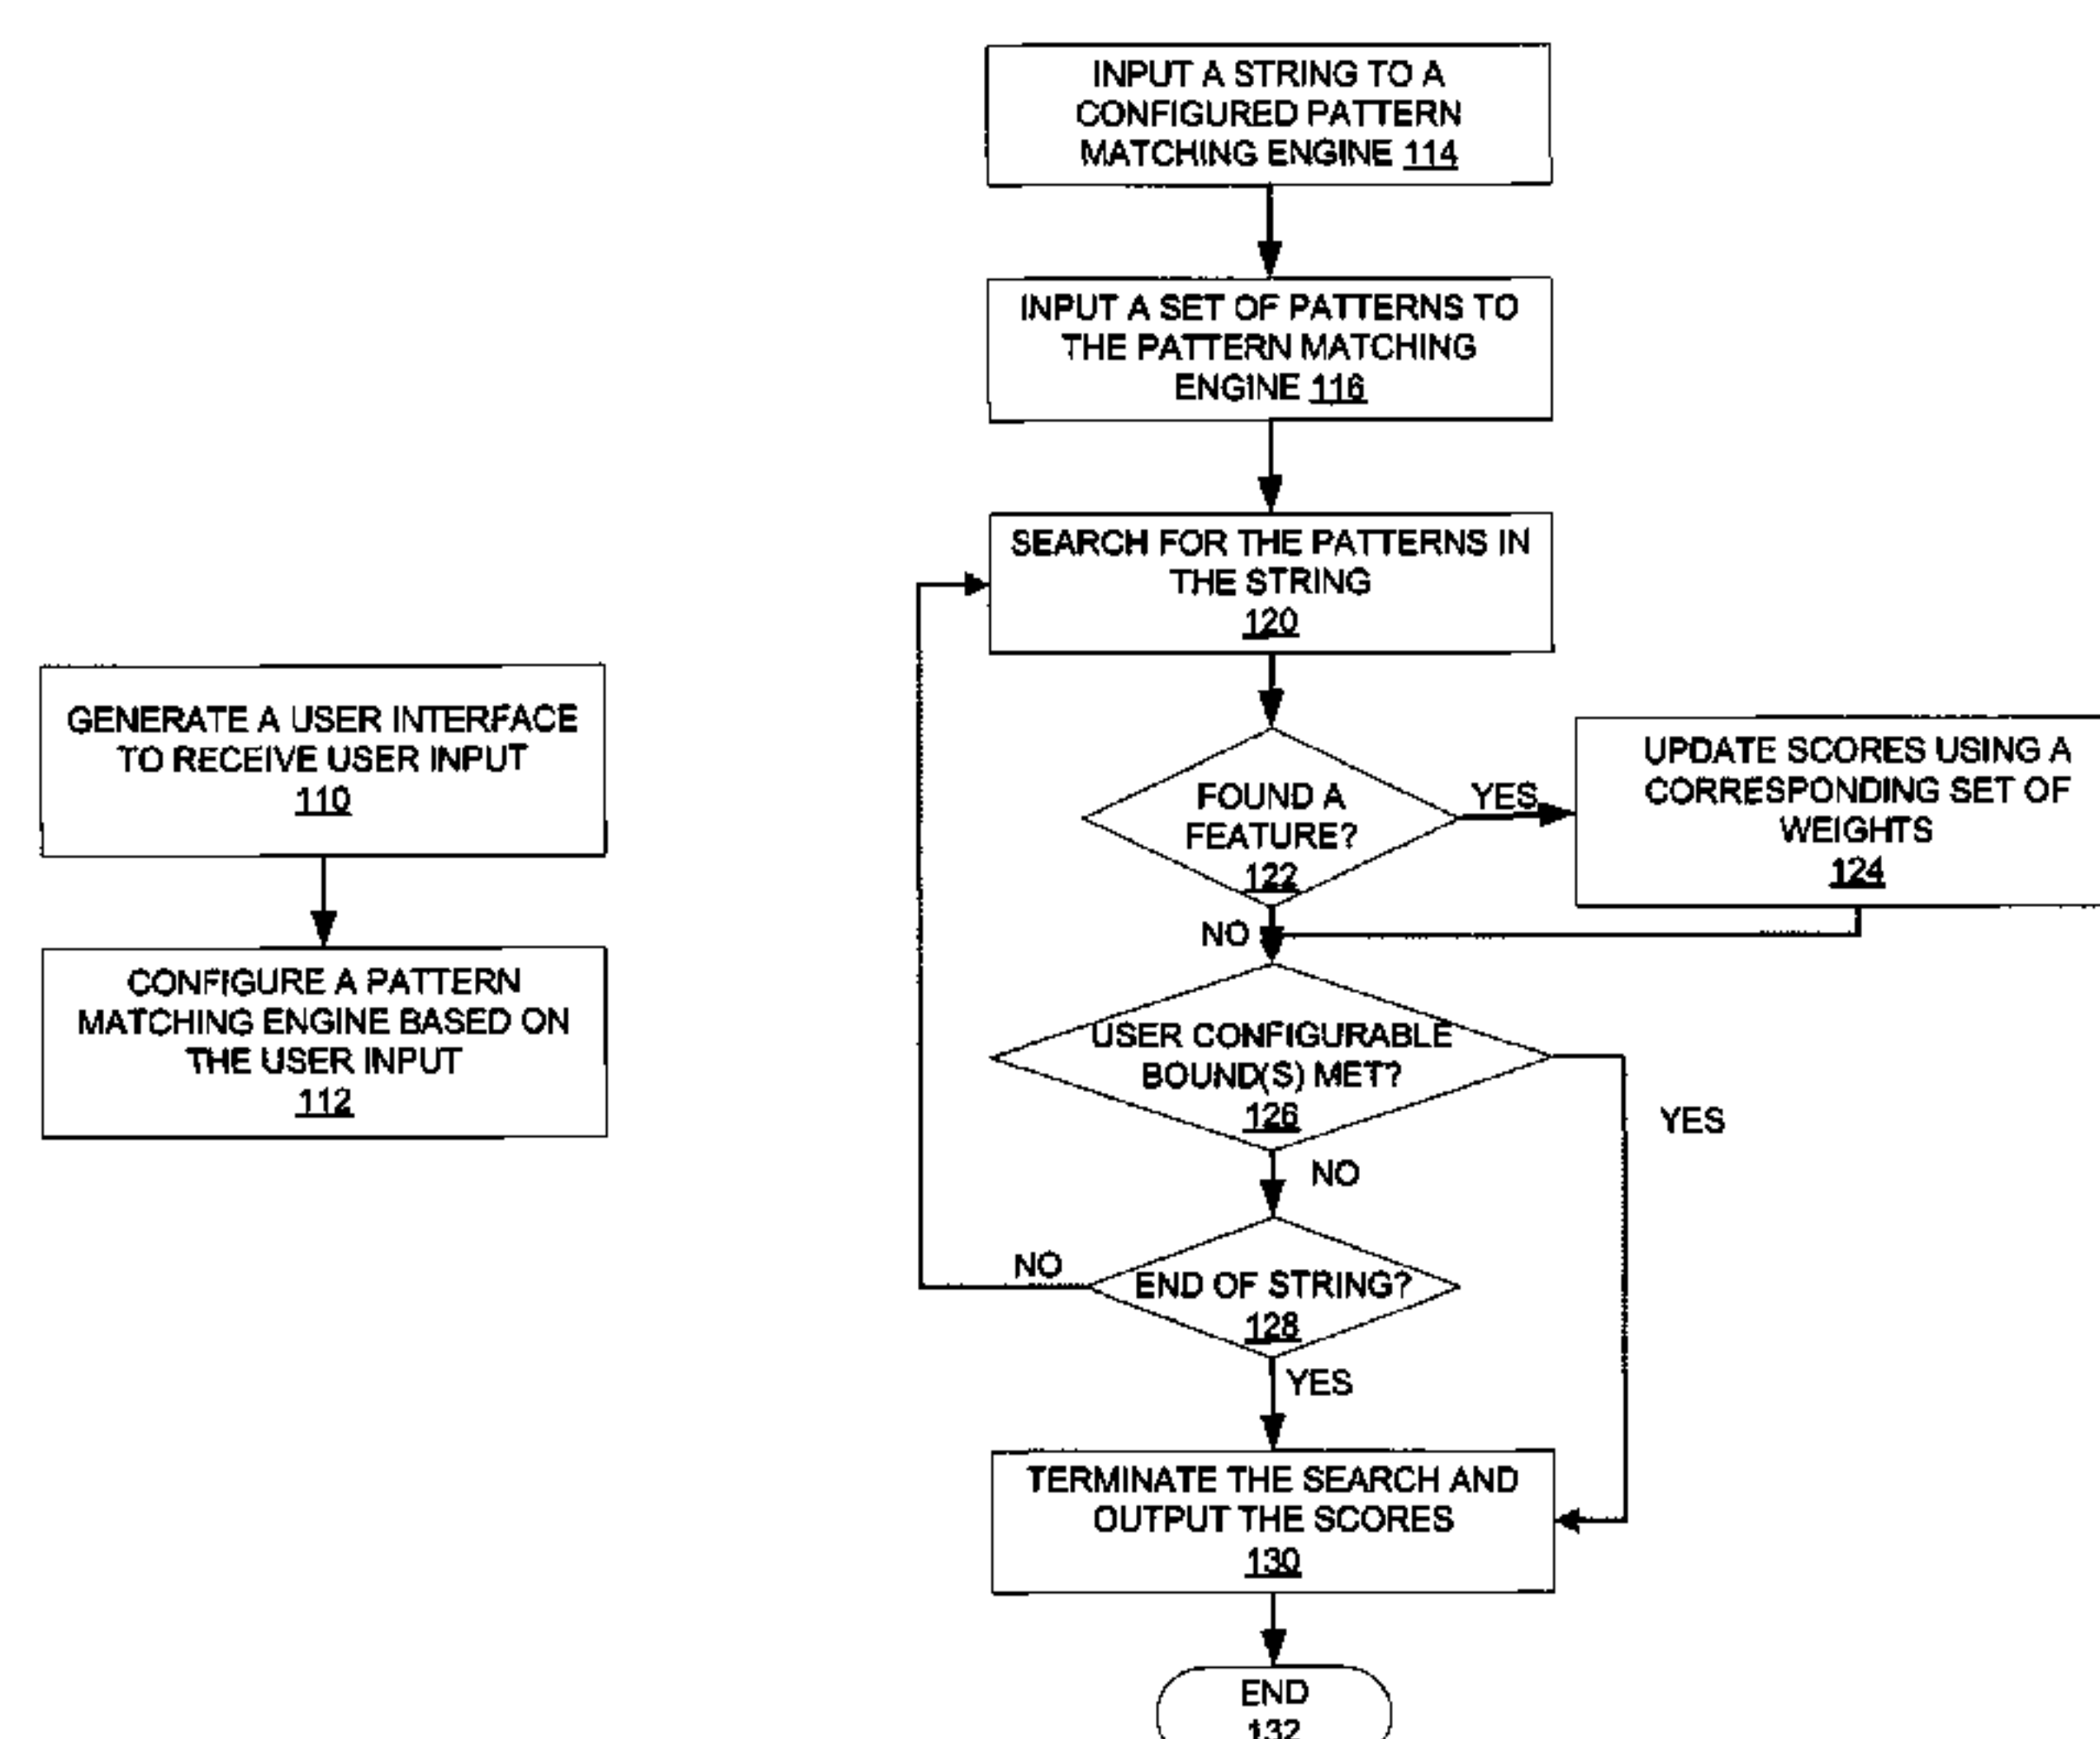 GENERATE A USER INTERFACE
TO RECEIVE USER INPUT
110
CONFIGURE A PATTERN
MATCHING ENGINE BASED ON
THE USER INPUT
112
INPUT A STRING TO A
CONFIGURED PATTERN
MATCHING ENGINE 114
INPUT A SET OF PATTERNS TO
THE PATTERN MATCHING
ENGINE 116
SEARCH FOR THE PATTERNS IN
THE STRING
120
FOUND A
FEATURE?
122
YES
UPDATE SCORES USING A
CORRESPONDING SET OF
WEIGHTS
124
NO
USER CONFIGURABLE
BOUND(S) MET?
126
YES
NO
END OF STRING?
128
NO
YES
TERMINATE THE SEARCH AND
OUTPUT THE SCORES
130
END
132